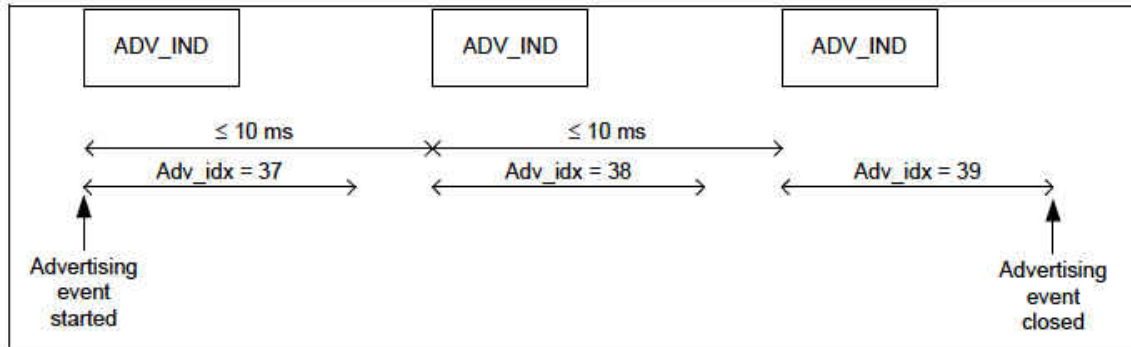 ADV_IND ADV_IND ADV_IND
≤ 10 ms ≤ 10 ms
Adv_idx = 37 Adv_idx = 38 Adv_idx = 39
Advertising
event
started
Advertising
event
closed